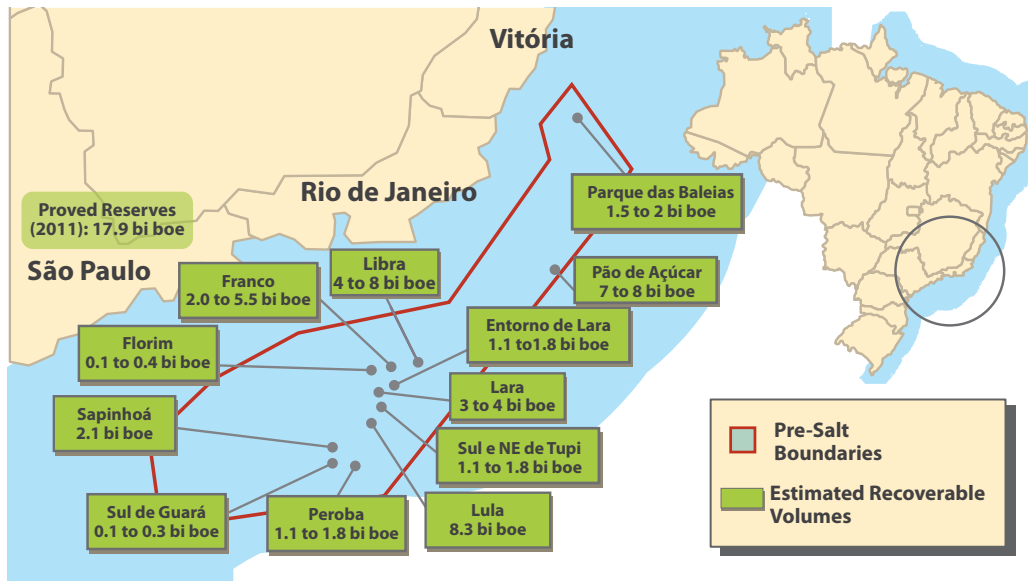 Vitória
Rio de Janeiro
São Paulo
Proved Reserves
(2011): 17.9 bi boe
Parque das Baleias
1.5 to 2 bi boe
Libra
4 to 8 bi boe
Franco
2.0 to 5.5 bi boe
Pão de Açúcar
7 to 8 bi boe
Entorno de Lara
1.1 to1.8 bi boe
Florim
0.1 to 0.4 bi boe
Lara
3 to 4 bi boe
Sapinhoá
2.1 bi boe
Sul e NE de Tupi
1.1 to 1.8 bi boe
Sul de Guará
0.1 to 0.3 bi boe
Peroba
1.1 to 1.8 bi boe
Lula
8.3 bi boe
Pre-Salt
Boundaries
Estimated Recoverable
Volumes